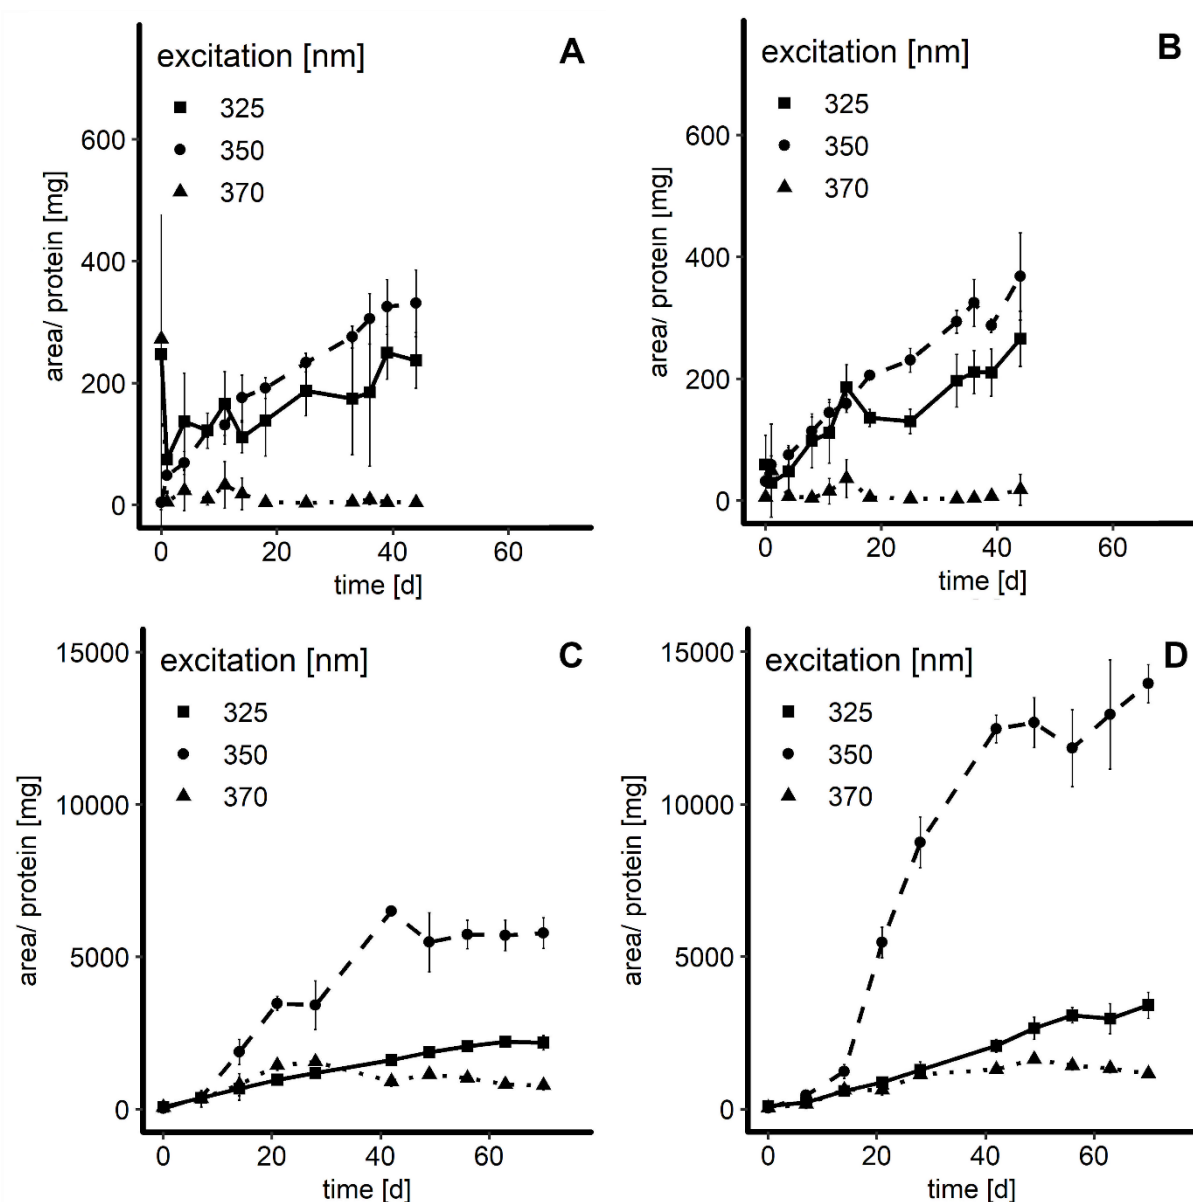 A
excitation [nm]
325
350
370
600
400
200
0
area/ protein [mg]
0 20 40 60
time [d]
B
excitation [nm]
325
350
370
600
400
200
0
area/ protein [mg]
0 20 40 60
time [d]
C
excitation [nm]
325
350
370
15000
10000
5000
0
area/ protein [mg]
0 20 40 60
time [d]
D
excitation [nm]
325
350
370
15000
10000
5000
0
area/ protein [mg]
0 20 40 60
time [d]